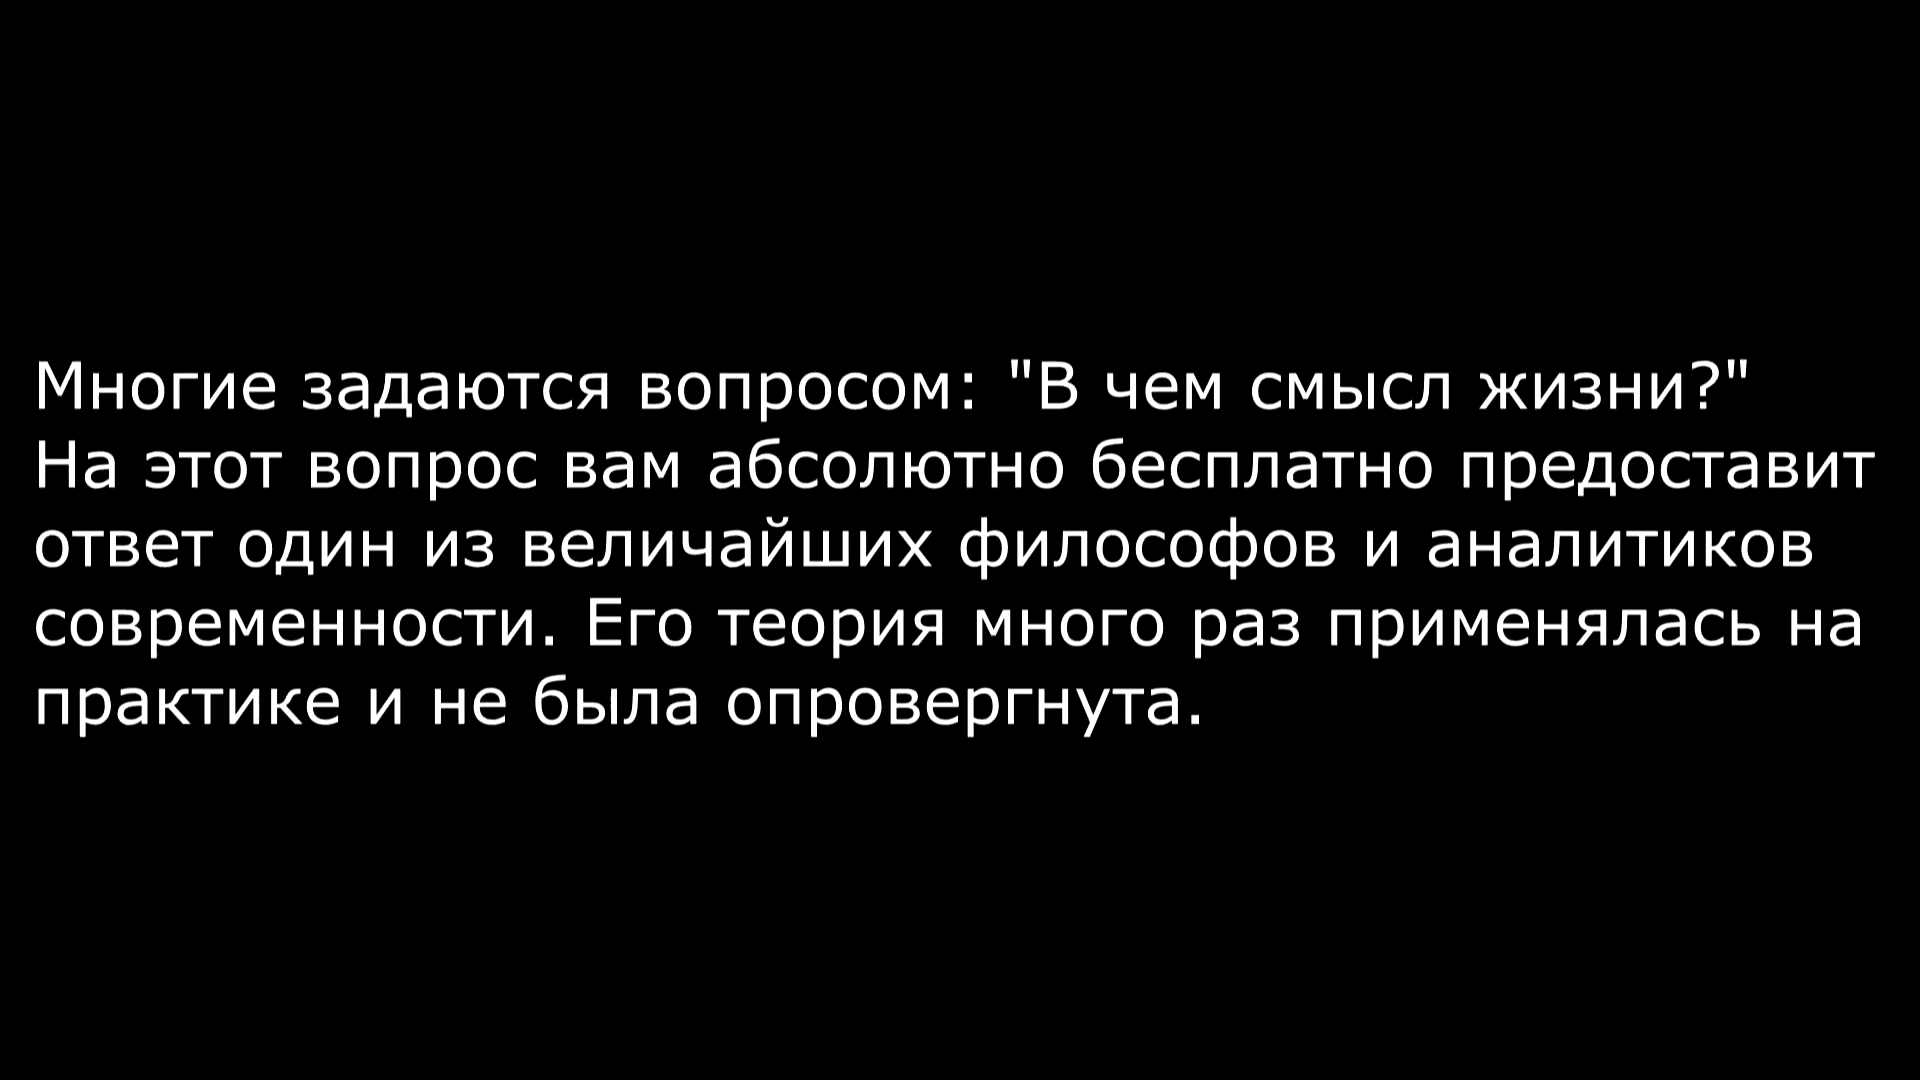 Многие задаются вопросом: "В чем смысл жизни?"
На этот вопрос вам абсолютно бесплатно предоставит
ответ один из величайших философов и аналитиков
современности. Его теория много раз применялась на
практике и не была опровергнута.